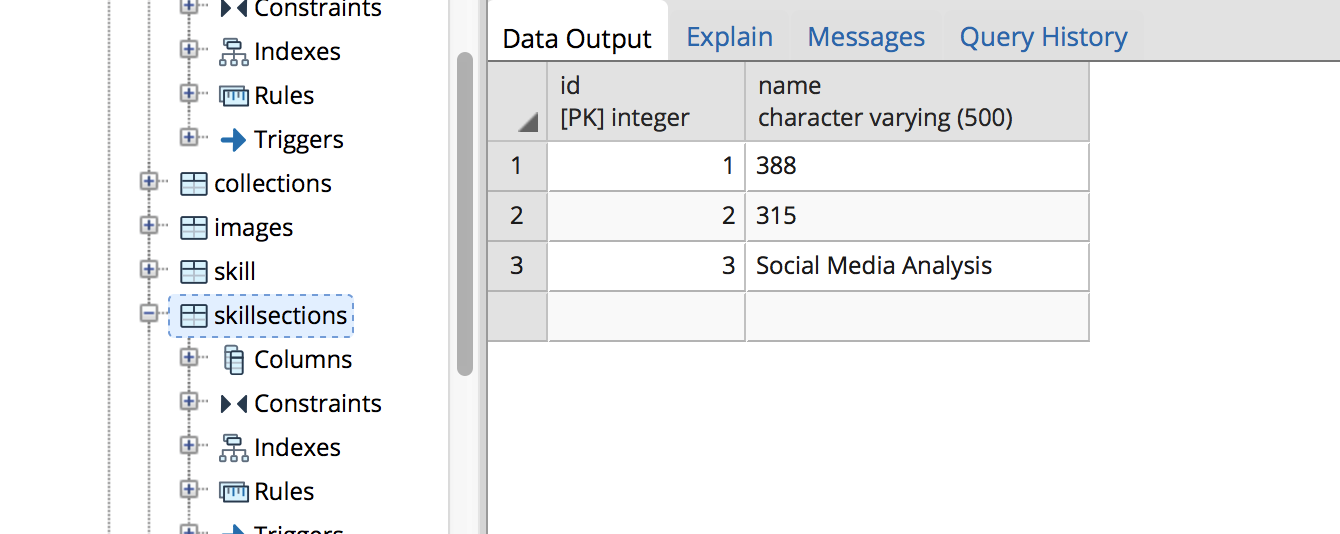 Constraints
Indexes
Rules
Triggers
collections
images
skill
skillsections
Columns
Constraints
Indexes
Rules
Triggers
Data Output Explain Messages Query History
id name
[PK] integer character varying (500)
1 1 388
2 2 315
3 3 Social Media Analysis